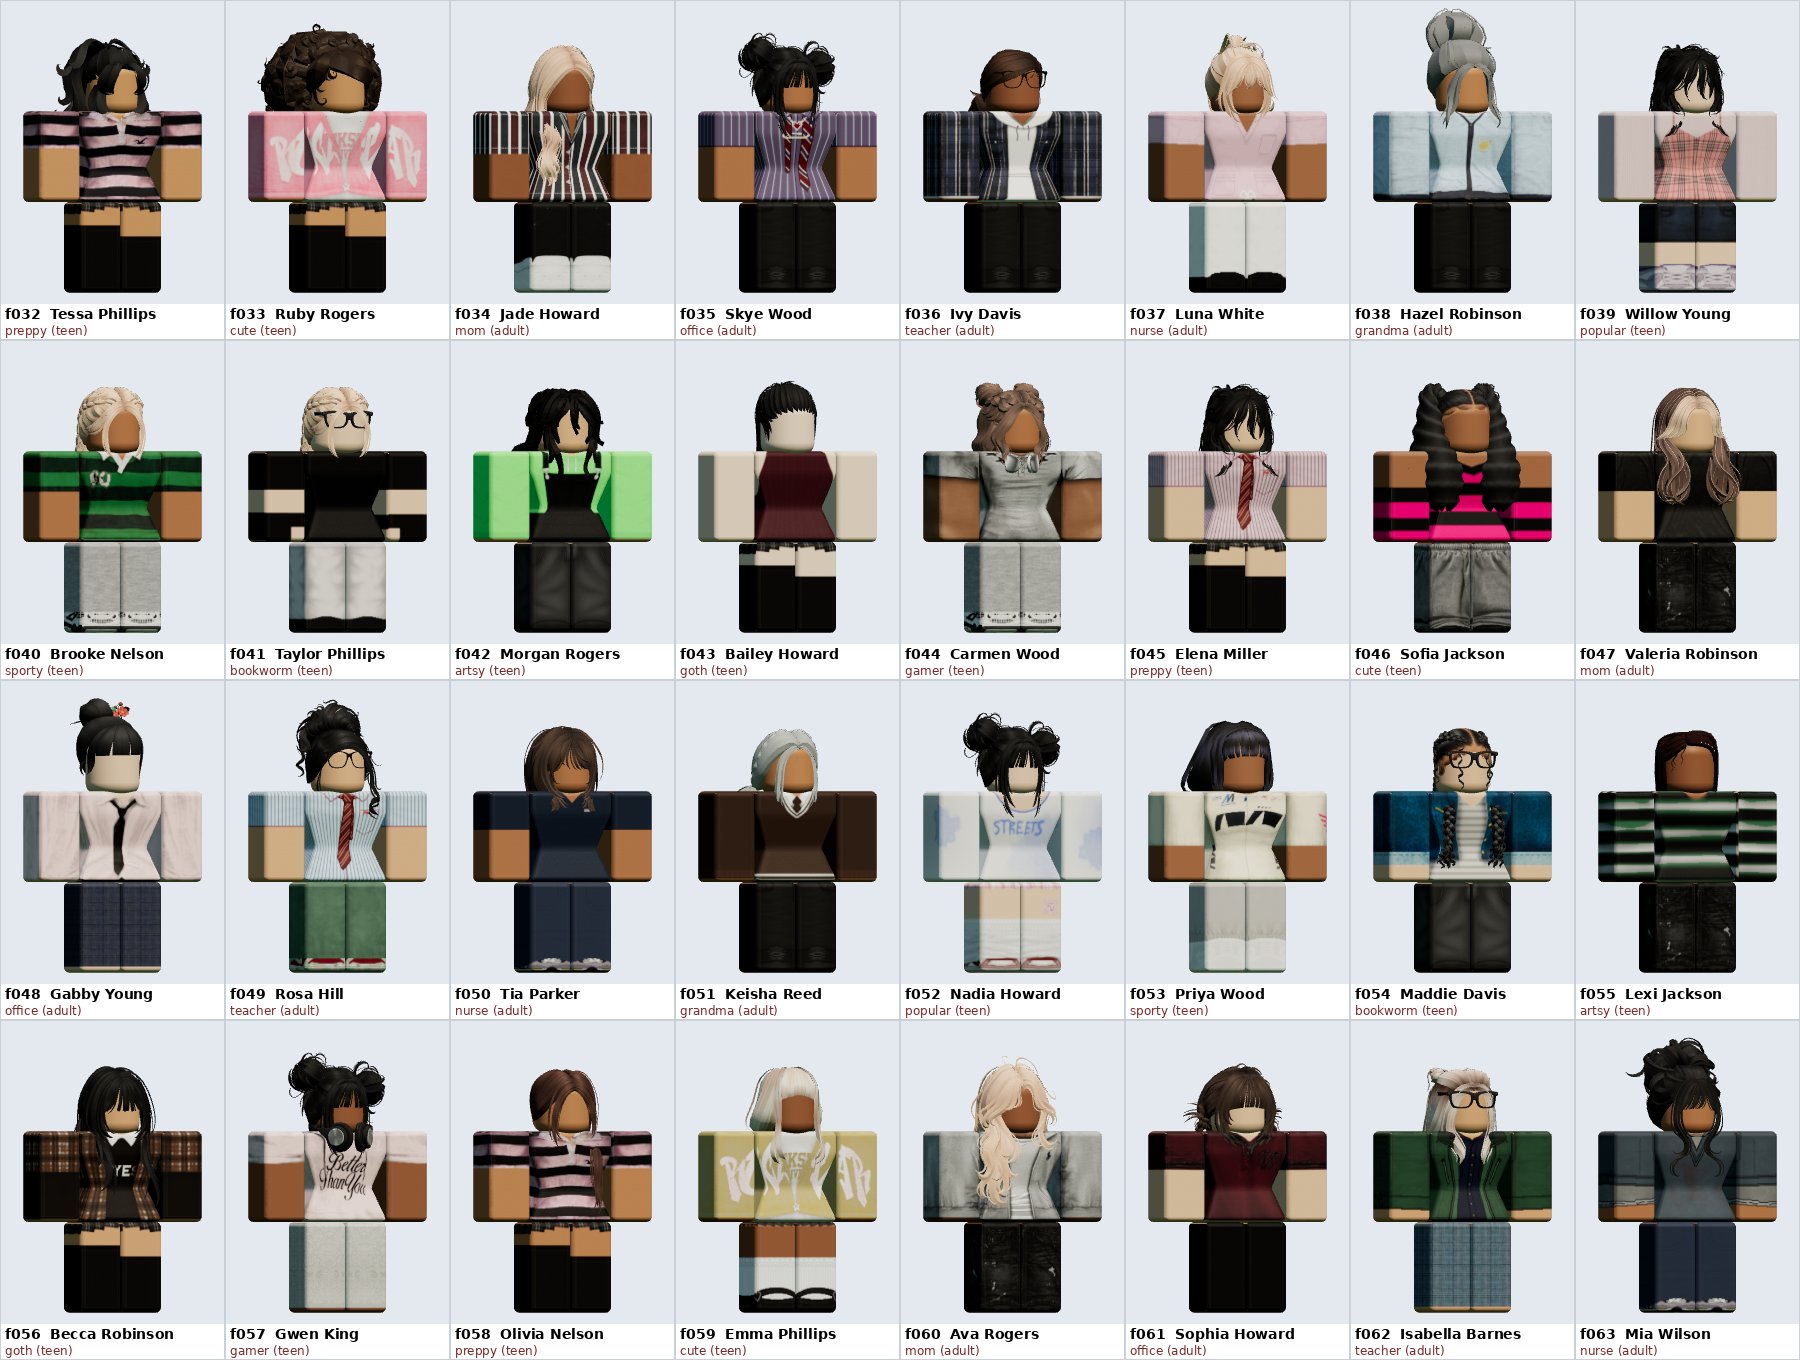 f032 Tessa Phillips
preppy (teen)
f033 Ruby Rogers
cute (teen)
f034 Jade Howard
mom (adult)
f035 Skye Wood
office (adult)
f036 Ivy Davis
teacher (adult)
f037 Luna White
nurse (adult)
f038 Hazel Robinson
grandma (adult)
f039 Willow Young
popular (teen)
f040 Brooke Nelson
sporty (teen)
f041 Taylor Phillips
bookworm (teen)
f042 Morgan Rogers
artsy (teen)
f043 Bailey Howard
goth (teen)
f044 Carmen Wood
gamer (teen)
f045 Elena Miller
preppy (teen)
f046 Sofia Jackson
cute (teen)
f047 Valeria Robinson
mom (adult)
STREETS
f048 Gabby Young
office (adult)
f049 Rosa Hill
teacher (adult)
f050 Tia Parker
nurse (adult)
f051 Keisha Reed
grandma (adult)
f052 Nadia Howard
popular (teen)
f053 Priya Wood
sporty (teen)
f054 Maddie Davis
bookworm (teen)
f055 Lexi Jackson
artsy (teen)
Better
Than You
f056 Becca Robinson
goth (teen)
f057 Gwen King
gamer (teen)
f058 Olivia Nelson
preppy (teen)
f059 Emma Phillips
cute (teen)
f060 Ava Rogers
mom (adult)
f061 Sophia Howard
office (adult)
f062 Isabella Barnes
teacher (adult)
f063 Mia Wilson
nurse (adult)